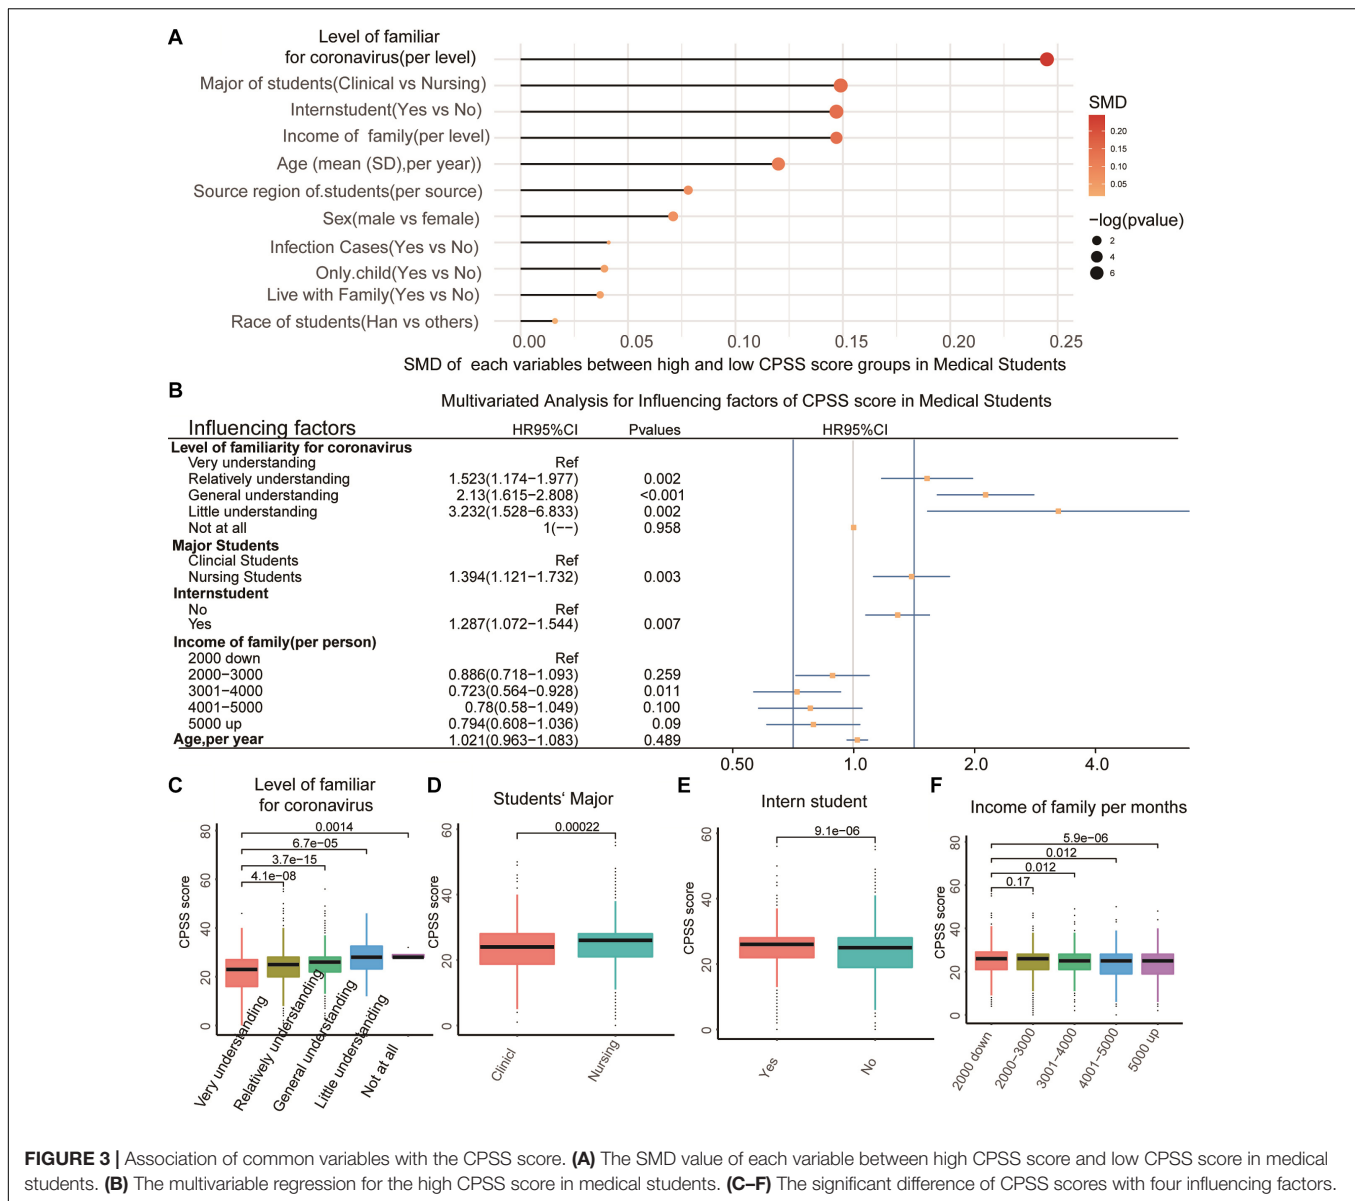 A
Level of familiar
for coronavirus(per level)
Major of students(Clinical vs Nursing)
Internstudent(Yes vs No)
Income of  family(per level)
Age (mean (SD),per year))
Source region of.students(per source)
Sex(male vs female)
Infection Cases(Yes vs No)
Only.child(Yes vs No)
Live with Family(Yes vs No)
Race of students(Han vs others)
0.00 0.05 0.10 0.15 0.20 0.25
SMD of  each variables between high and low CPSS score groups in Medical Students
SMD
0.20
0.15
0.10
0.05
−log(pvalue)
2
4
6
B
Multivariated Analysis for Influencing factors of CPSS score in Medical Students
Influencing factors HR95%CI Pvalues HR95%CI
Level of familiarity for coronavirus
Very understanding Ref
Relatively understanding 1.523(1.174−1.977) 0.002
General understanding 2.13(1.615−2.808) <0.001
Little understanding 3.232(1.528−6.833) 0.002
Not at all 1(−−) 0.958
Major Students
Clincial Students Ref
Nursing Students 1.394(1.121−1.732) 0.003
Internstudent
No Ref
Yes 1.287(1.072−1.544) 0.007
Income of family(per person)
2000 down Ref
2000−3000 0.886(0.718−1.093) 0.259
3001−4000 0.723(0.564−0.928) 0.011
4001−5000 0.78(0.58−1.049) 0.100
5000 up 0.794(0.608−1.036) 0.09
Age,per year 1.021(0.963−1.083) 0.489
0.50 1.0 2.0 4.0
C
Level of familiar
for coronavirus
CPSS score
80
60
40
20
0
0.0014
6.7e−05
3.7e−15
4.1e−08
Very understanding
Relatively understanding
General understanding
Little understanding
Not at all
D
Students‘ Major
CPSS score
60
40
20
0
0.00022
Clinicl
Nursing
E
Intern student
CPSS score
60
40
20
0
9.1e−06
Yes
No
F
Income of family per months
CPSS score
80
60
40
20
0
5.9e−06
0.012
0.012
0.17
2000 down
2000−3000
3001−4000
4001−5000
5000 up
FIGURE 3 | Association of common variables with the CPSS score. (A) The SMD value of each variable between high CPSS score and low CPSS score in medical
students. (B) The multivariable regression for the high CPSS score in medical students. (C–F) The significant difference of CPSS scores with four influencing factors.